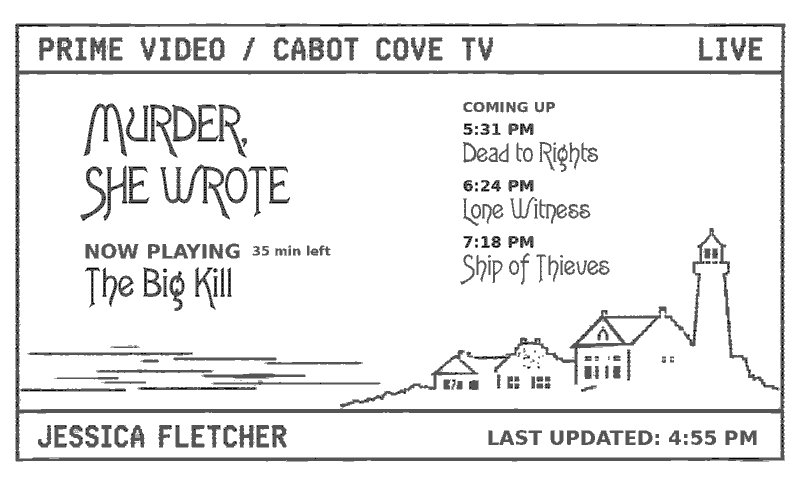 PRIME VIDEO / CABOT COVE TV
LIVE
MURDER,
SHE WROTE
NOW PLAYING 35 min left
The Big Kill
COMING UP
5:31 PM
Dead to Rights
6:24 PM
Lone Witness
7:18 PM
Ship of Thieves
JESSICA FLETCHER
LAST UPDATED: 4:55 PM